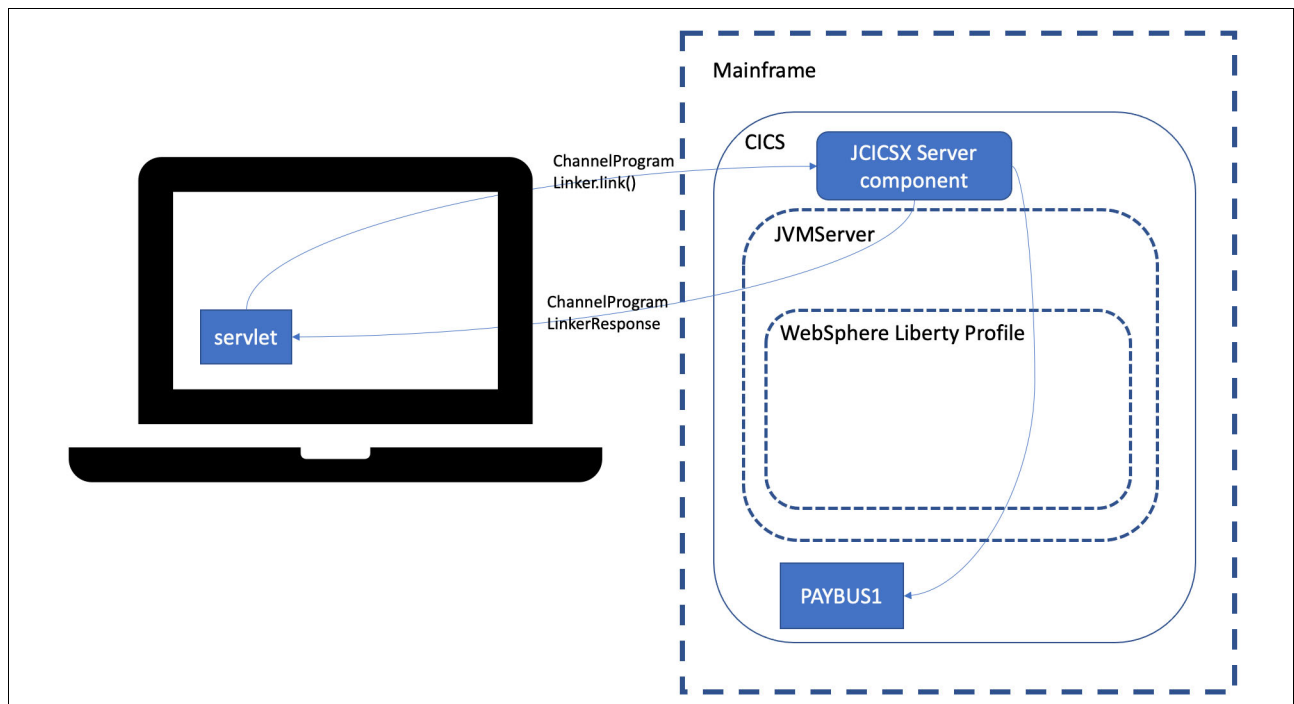 Mainframe
CICS
JCICSX Server
component
ChannelProgram
Linker.link()
JVMServer
ChannelProgram
LinkerResponse
servlet
WebSphere Liberty Profile
PAYBUS1